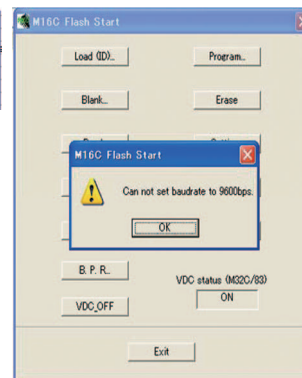 M16C Flash Start
Load (ID)...
Program...
Blank...
Erase
M16C Flash Start
Can not set baudrate to 9600bps.
OK
B. P. R...
VDC status (M32C/83)
ON
VDC_OFF
Exit